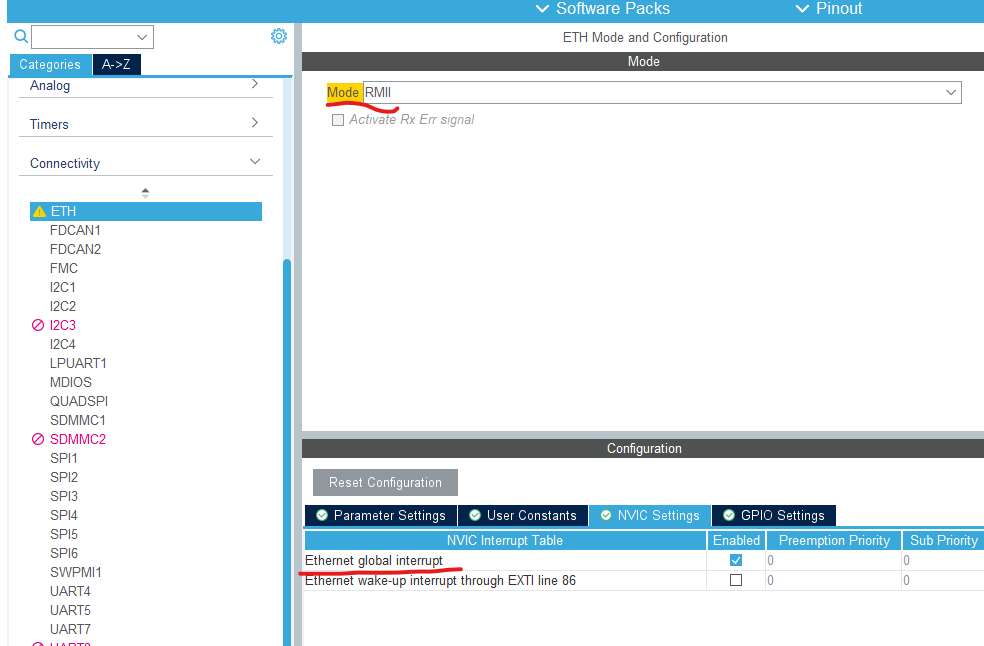 Software Packs
Pinout
ETH Mode and Configuration
Categories
A->Z
Mode
Analog
Mode RMII
Activate Rx Err signal
Timers
Connectivity
ETH
FDCAN1
FDCAN2
FMC
I2C1
I2C2
I2C3
I2C4
LPUART1
MDIOS
QUADSPI
SDMMC1
SDMMC2
SPI1
SPI2
SPI3
SPI4
SPI5
SPI6
SWPMI1
UART4
UART5
UART7
Configuration
Reset Configuration
Parameter Settings
User Constants
NVIC Settings
GPIO Settings
NVIC Interrupt Table Enabled Preemption Priority Sub Priority
Ethernet global interrupt 0 0
Ethernet wake-up interrupt through EXTI line 86 0 0